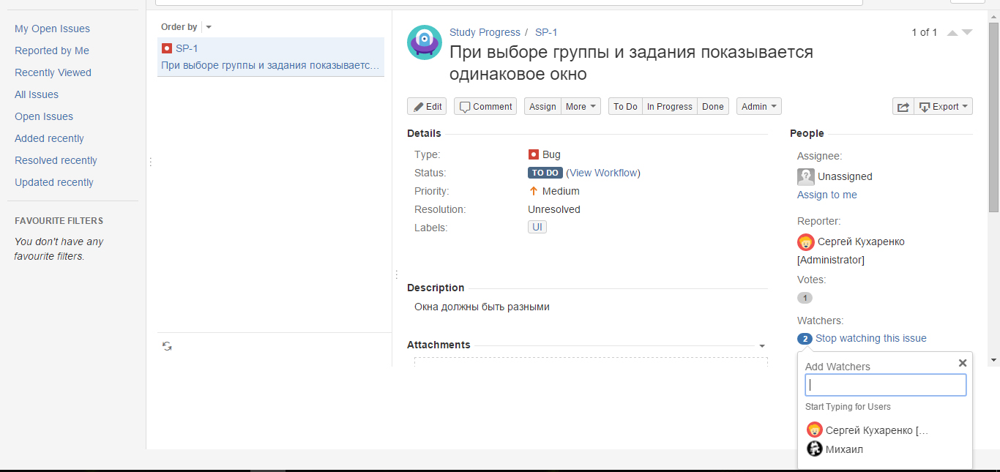 My Open Issues
Reported by Me
Recently Viewed
All Issues
Open Issues
Added recently
Resolved recently
Updated recently
FAVOURITE FILTERS
You don't have any
favourite filters.
Order by
SP-1
При выборе группы и задания показываетс...
Study Progress / SP-1
1 of 1
При выборе группы и задания показывается
одинаковое окно
Edit Comment Assign More To Do In Progress Done Admin Export
Details
Type: Bug
Status: TO DO (View Workflow)
Priority: Medium
Resolution: Unresolved
Labels: UI
Description
Окна должны быть разными
Attachments
People
Assignee:
Unassigned
Assign to me
Reporter:
Сергей Кухаренко
[Administrator]
Votes:
1
Watchers:
2 Stop watching this issue
Add Watchers
Start Typing for Users
Сергей Кухаренко [...
Михаил